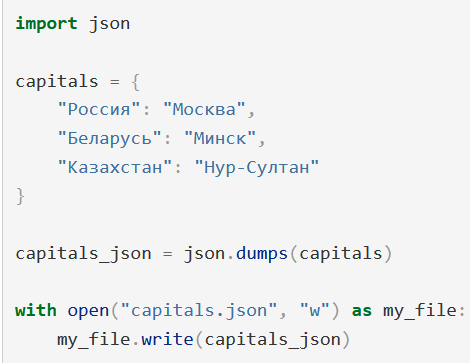 import json
capitals = {
"Россия": "Москва",
"Беларусь": "Минск",
"Казахстан": "Нур-Султан"
}
capitals_json = json.dumps(capitals)
with open("capitals.json", "w") as my_file:
my_file.write(capitals_json)